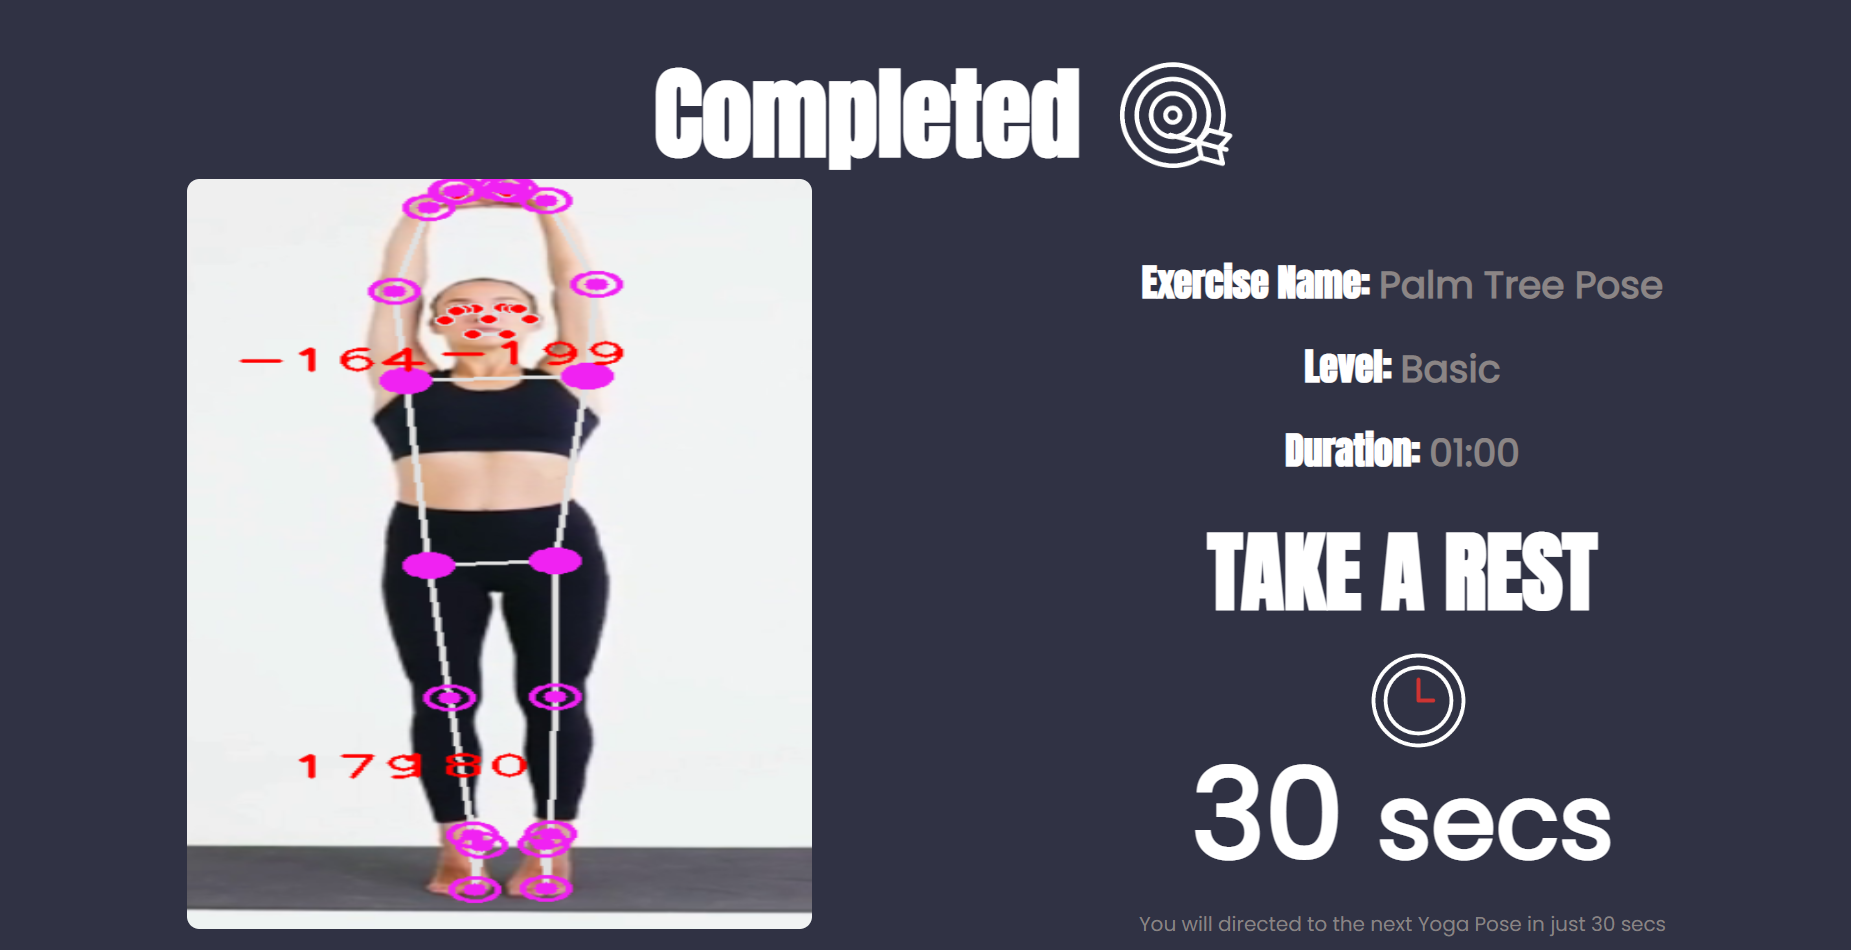 Completed
-164 -199
179 180
Exercise Name: Palm Tree Pose
Level: Basic
Duration: 01:00
TAKE A REST
30 secs
You will directed to the next Yoga Pose in just 30 secs